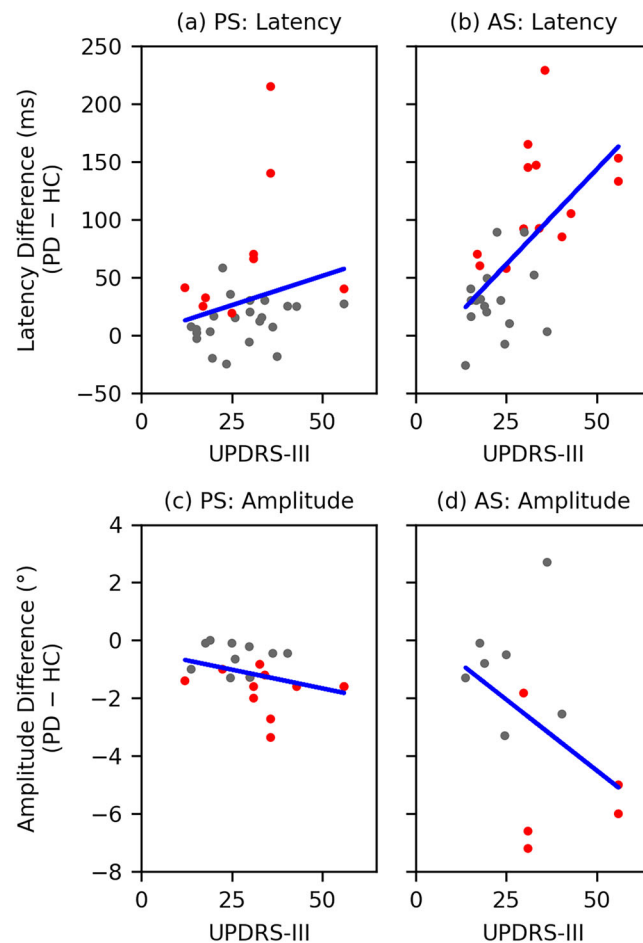 (a) PS: Latency
(b) AS: Latency
Latency Difference (ms)
(PD − HC)
250
200
150
100
50
0
−50
0 25 50
0 25 50
UPDRS-III
UPDRS-III
(c) PS: Amplitude
(d) AS: Amplitude
Amplitude Difference (°)
(PD − HC)
4
2
0
−2
−4
−6
−8
0 25 50
0 25 50
UPDRS-III
UPDRS-III